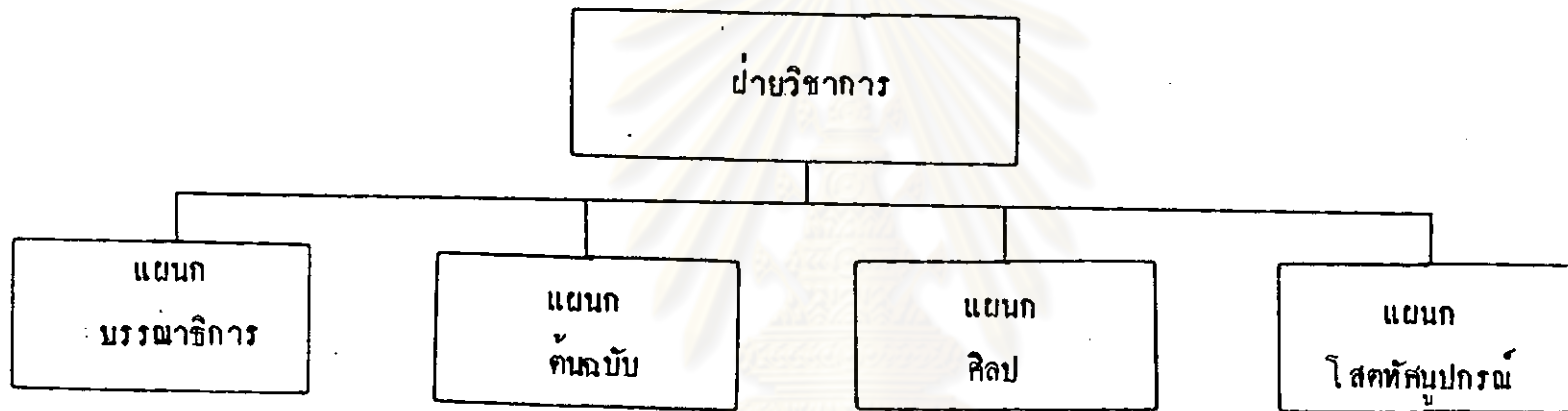 ฝ่ายวิชาการ
แผนก
บรรณาธิการ
แผนก
ต้นฉบับ
แผนก
ศิลป
แผนก
โสตทัศนูปกรณ์